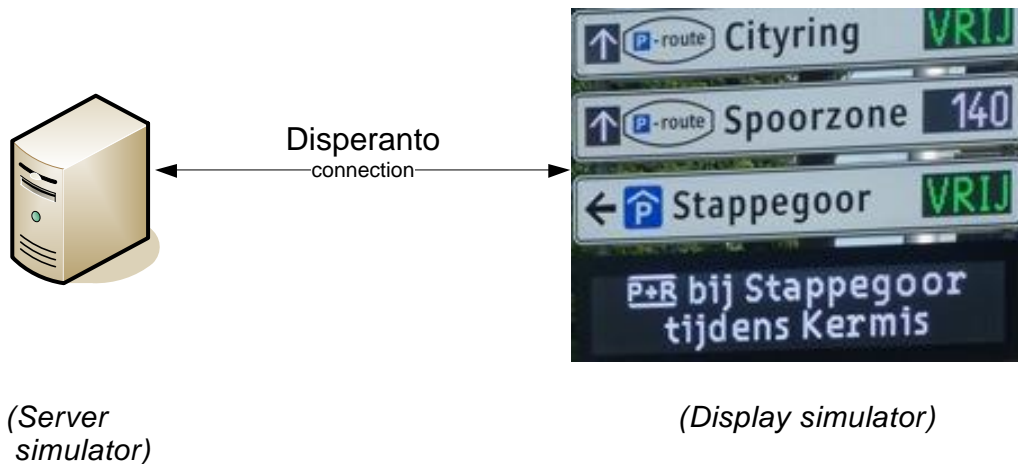 P-route Cityring VRIJ
P-route Spoorzone 140
P Stappegoor VRIJ
P+R bij Stappegoor
tijdens Kermis
Disperanto
connection
(Server
simulator)
(Display simulator)